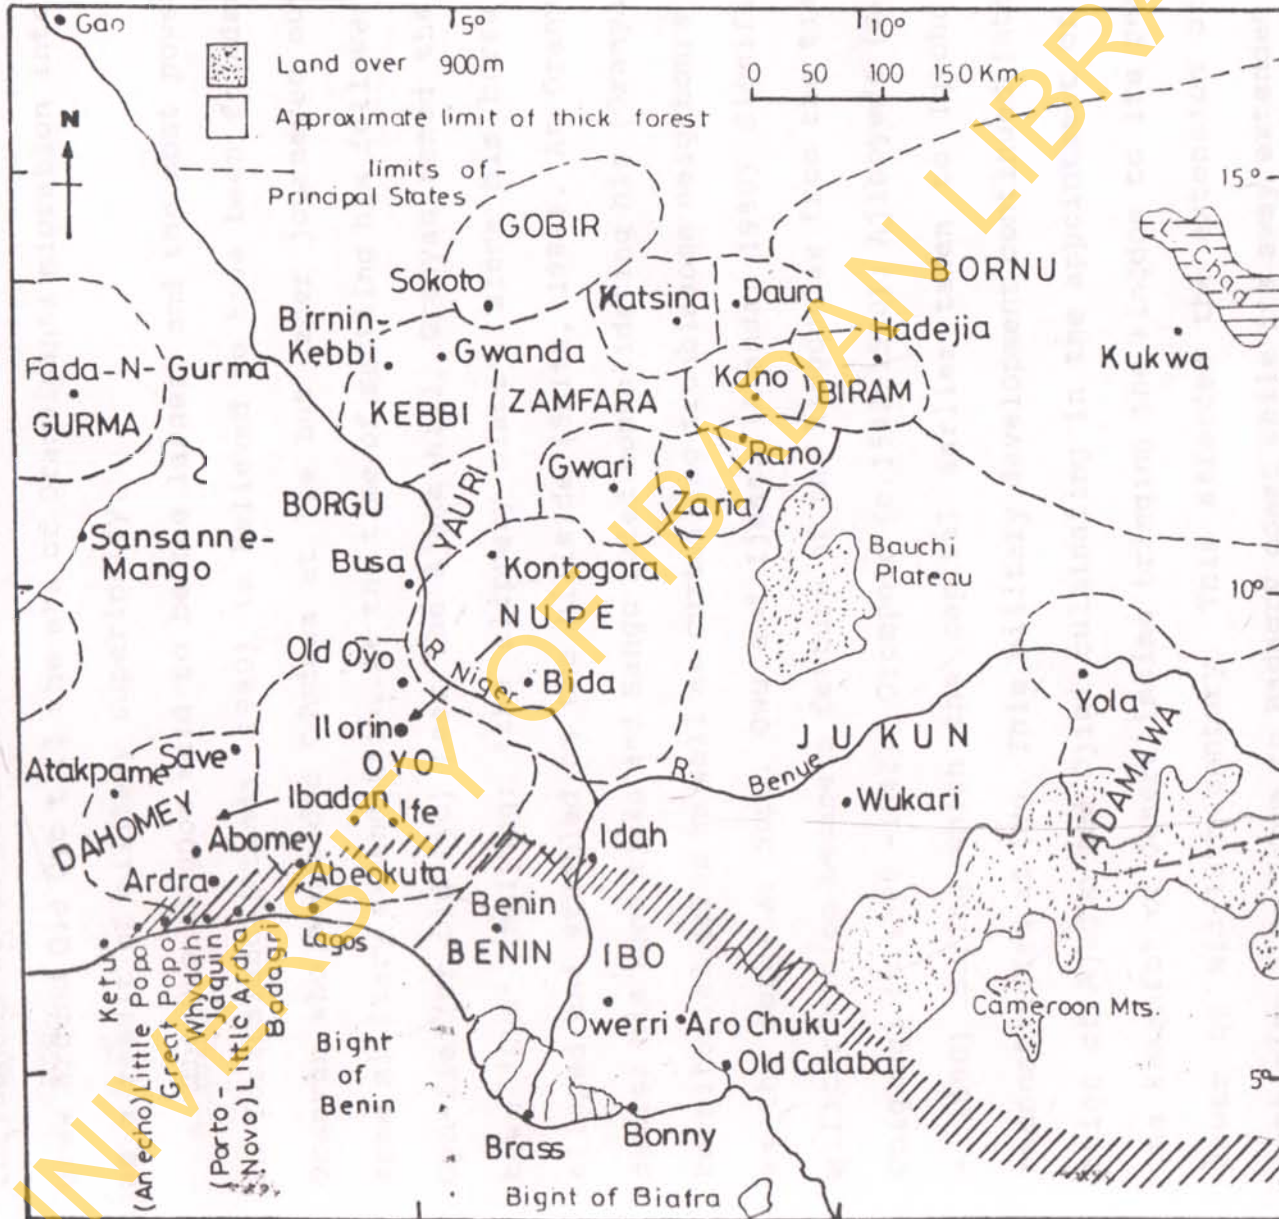 Gao
5°
10°
Land over 900m
Approximate limit of thick forest
0 50 100 150 Km.
N
limits of
Principal States
15°
GOBIR
BORNU
L. Chad
Sokoto
Katsina
Daura
Hadejia
Birnin-
Kebbi
Gwanda
Kukwa
Fada-N-Gurma
GURMA
KEBBI
ZAMFARA
Kano
BIRAM
Gwari
Rano
Zaria
BORGU
YAURI
Sansanne-
Mango
Busa
Kontogora
Bauchi
Plateau
NUPE
10°
Old Oyo
R. Niger
Bida
Yola
Ilorin
JUKUN
Save
OYO
Atakpame
R. Benue
Wukari
ADAMAWA
DAHOMEY
Ibadan
Ife
Abomey
Idah
Ardra
Abeokuta
Benin
Lagos
BENIN
IBO
Ketu
(Anecho) Little Popo
Great Popo
Whydah
Jaquin
(Porto-
Novo) Little Ardra
Badagri
Owerri
Aro Chuku
Cameroon Mts.
Old Calabar
Bight
of
Benin
5°
Brass
Bonny
Bight of Biafra
UNIVERSITY OF IBADAN LIBRA